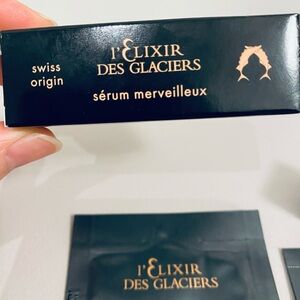 swiss
origin
l'ELIXIR
DES GLACIERS
sérum merveilleux
l'ELIXIR
DES GLACIERS